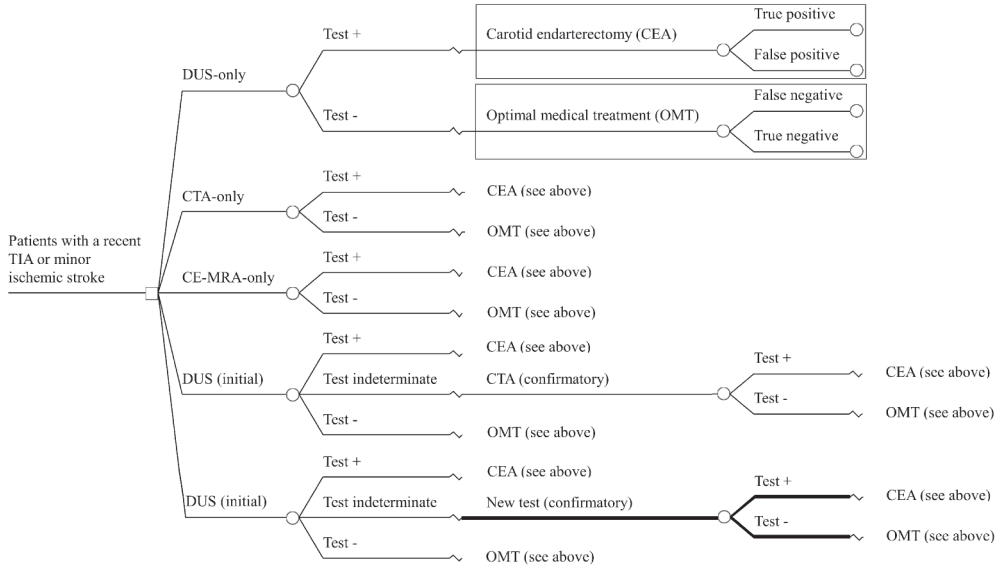 True positive
Test +
Carotid endarterectomy (CEA)
False positive
DUS-only
False negative
Test -
Optimal medical treatment (OMT)
True negative
Test +
CEA (see above)
CTA-only
Test -
OMT (see above)
Patients with a recent
TIA or minor
ischemic stroke
Test +
CEA (see above)
CE-MRA-only
Test -
OMT (see above)
Test +
CEA (see above)
DUS (initial)
Test indeterminate
CTA (confirmatory)
Test +
CEA (see above)
Test -
OMT (see above)
Test -
OMT (see above)
Test +
CEA (see above)
DUS (initial)
Test indeterminate
New test (confirmatory)
Test +
CEA (see above)
Test -
OMT (see above)
Test -
OMT (see above)